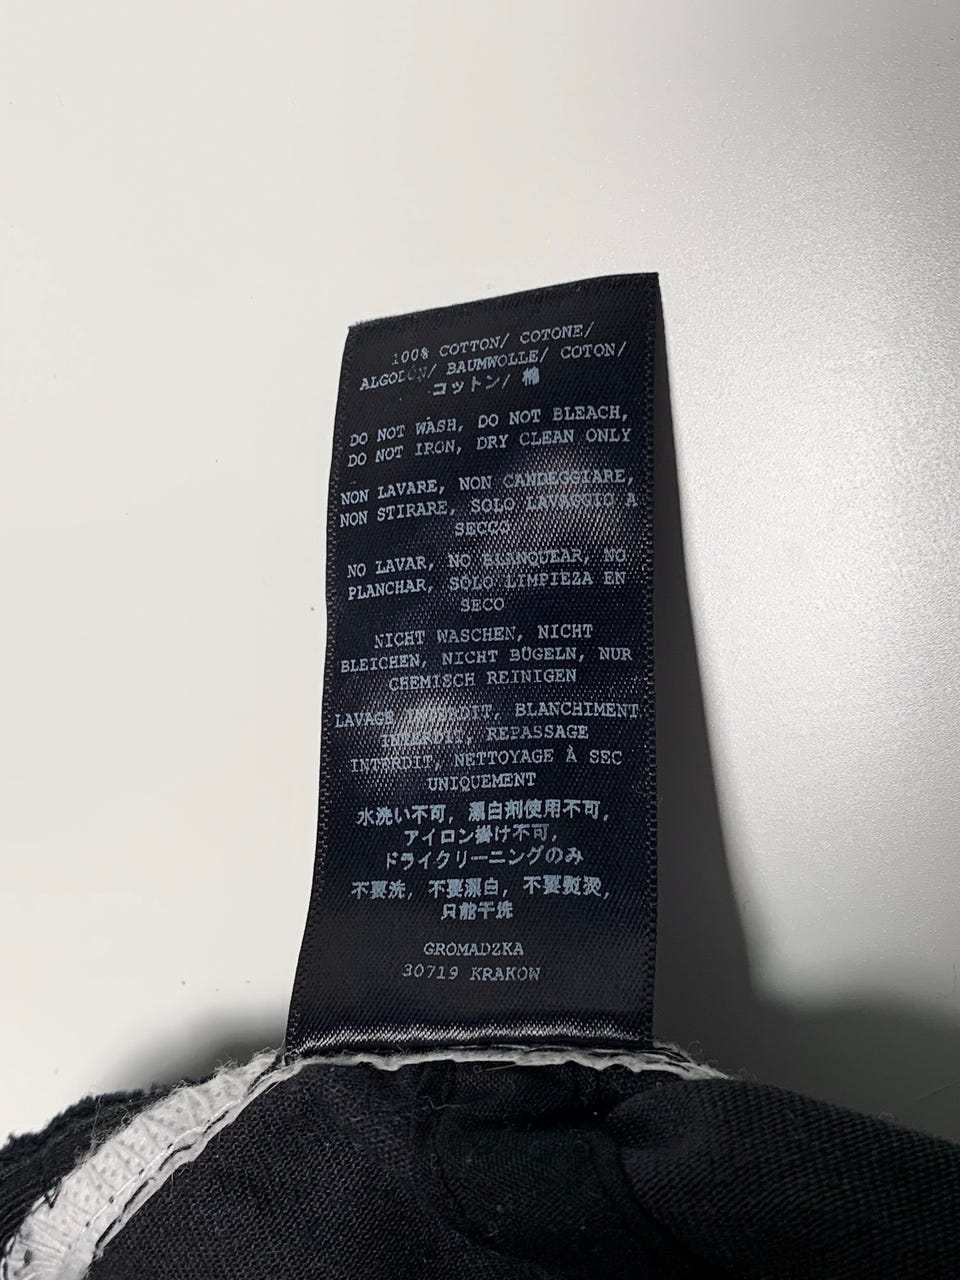 100% COTTON/ COTONE/
ALGODÓN/ BAUMWOLLE/ COTON/
コットン/ 棉
DO NOT WASH, DO NOT BLEACH,
DO NOT IRON, DRY CLEAN ONLY
NON LAVARE, NON CANDEGGIARE,
NON STIRARE, SOLO LAVAGGIO A
SECCO
NO LAVAR, NO BLANQUEAR, NO
PLANCHAR, SOLO LIMPIEZA EN
SECO
NICHT WASCHEN, NICHT
BLEICHEN, NICHT BÜGELN, NUR
CHEMISCH REINIGEN
LAVAGE INTERDIT, BLANCHIMENT
INTERDIT, REPASSAGE
INTERDIT, NETTOYAGE À SEC
UNIQUEMENT
水洗い不可, 漂白剤使用不可,
アイロン掛け不可,
ドライクリーニングのみ
不要洗, 不要漂白, 不要熨烫,
只能干洗
GROMADZKA
30719 KRAKOW